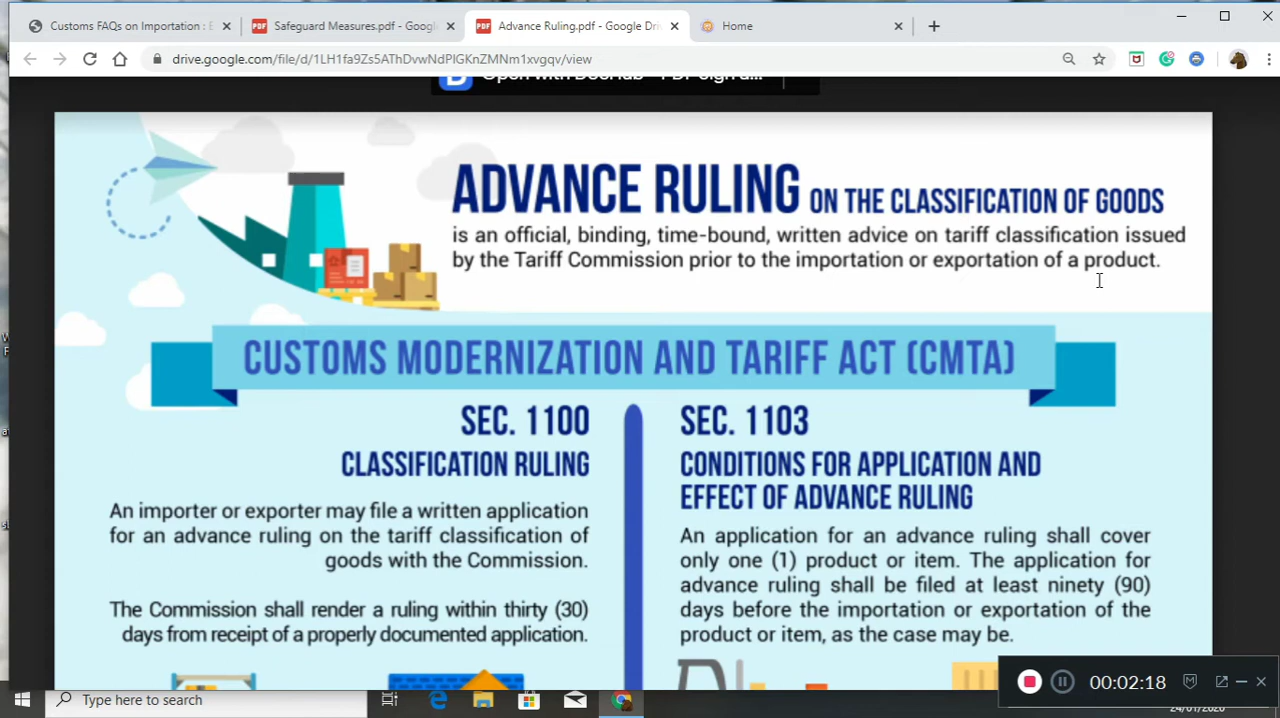 Customs FAQs on Importation : E
PDF Safeguard Measures.pdf - Googl
PDF Advance Ruling.pdf - Google Dri
Home
drive.google.com/file/d/1LH1fa9Zs5AThDvwNdPlGKnZMNm1xvgqv/view
ADVANCE RULING ON THE CLASSIFICATION OF GOODS
is an official, binding, time-bound, written advice on tariff classification issued
by the Tariff Commission prior to the importation or exportation of a product.
CUSTOMS MODERNIZATION AND TARIFF ACT (CMTA)
SEC. 1100
CLASSIFICATION RULING
An importer or exporter may file a written application
for an advance ruling on the tariff classification of
goods with the Commission.
The Commission shall render a ruling within thirty (30)
days from receipt of a properly documented application.
SEC. 1103
CONDITIONS FOR APPLICATION AND
EFFECT OF ADVANCE RULING
An application for an advance ruling shall cover
only one (1) product or item. The application for
advance ruling shall be filed at least ninety (90)
days before the importation or exportation of the
product or item, as the case may be.
00:02:18
Type here to search
24/01/2020